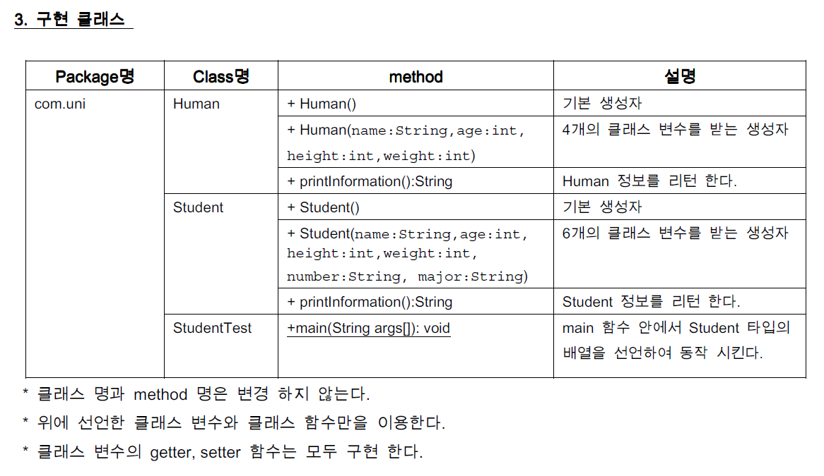 3. 구현 클래스
Package명 Class명 method 설명
com.uni Human + Human() 기본 생성자
+ Human(name:String,age:int, 4개의 클래스 변수를 받는 생성자
height:int,weight:int)
+ printInformation():String Human 정보를 리턴 한다.
Student + Student() 기본 생성자
+ Student(name:String,age:int, 6개의 클래스 변수를 받는 생성자
height:int,weight:int,
number:String, major:String)
+ printInformation():String Student 정보를 리턴 한다.
StudentTest +main(String args[]): void main 함수 안에서 Student 타입의
배열을 선언하여 동작 시킨다.
* 클래스 명과 method 명은 변경 하지 않는다.
* 위에 선언한 클래스 변수와 클래스 함수만을 이용한다.
* 클래스 변수의 getter, setter 함수는 모두 구현 한다.